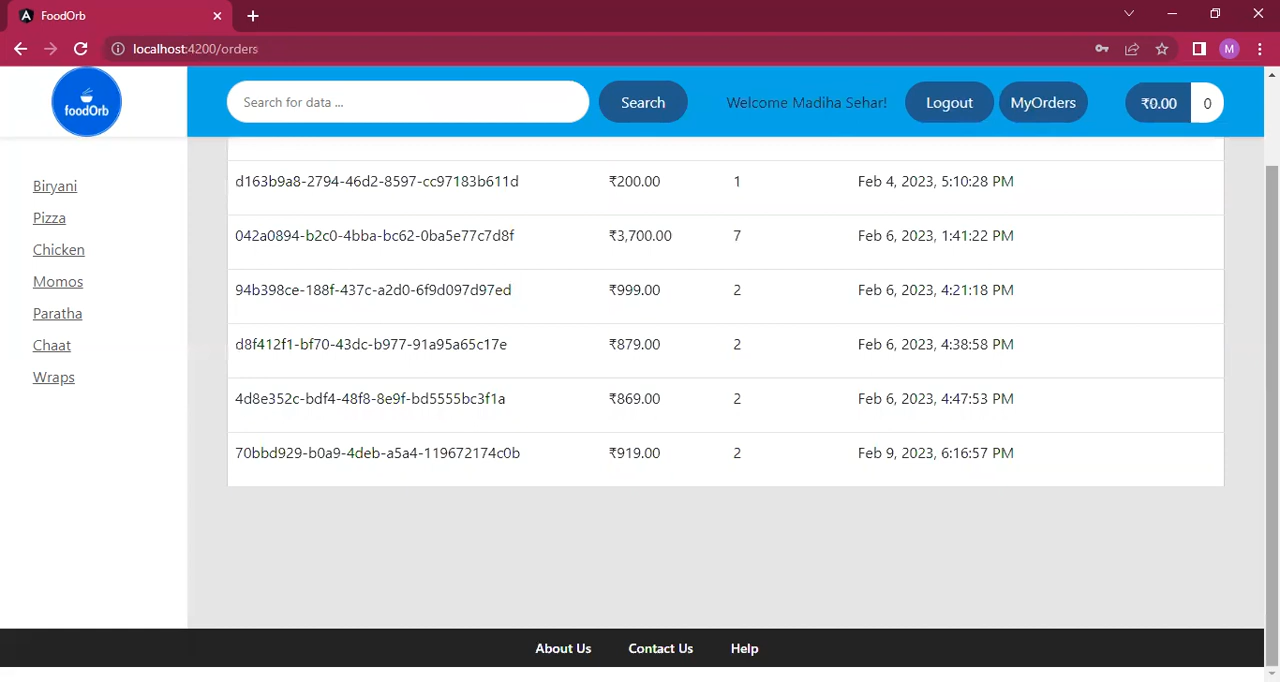 FoodOrb
localhost:4200/orders
M
foodOrb
Search for data ...
Search
Welcome Madiha Sehar!
Logout
MyOrders
₹0.00
0
Biryani
Pizza
Chicken
Momos
Paratha
Chaat
Wraps
d163b9a8-2794-46d2-8597-cc97183b611d ₹200.00 1 Feb 4, 2023, 5:10:28 PM
042a0894-b2c0-4bba-bc62-0ba5e77c7d8f ₹3,700.00 7 Feb 6, 2023, 1:41:22 PM
94b398ce-188f-437c-a2d0-6f9d097d97ed ₹999.00 2 Feb 6, 2023, 4:21:18 PM
d8f412f1-bf70-43dc-b977-91a95a65c17e ₹879.00 2 Feb 6, 2023, 4:38:58 PM
4d8e352c-bdf4-48f8-8e9f-bd5555bc3f1a ₹869.00 2 Feb 6, 2023, 4:47:53 PM
70bbd929-b0a9-4deb-a5a4-119672174c0b ₹919.00 2 Feb 9, 2023, 6:16:57 PM
About Us
Contact Us
Help